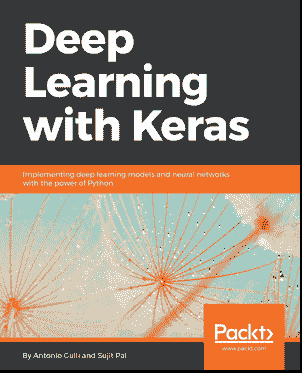 Deep
Learning
with Keras
Implementing deep learning models and neural networks
with the power of Python
Packt>
www.packt.com
By Antonio Gulli and Sujit Pal